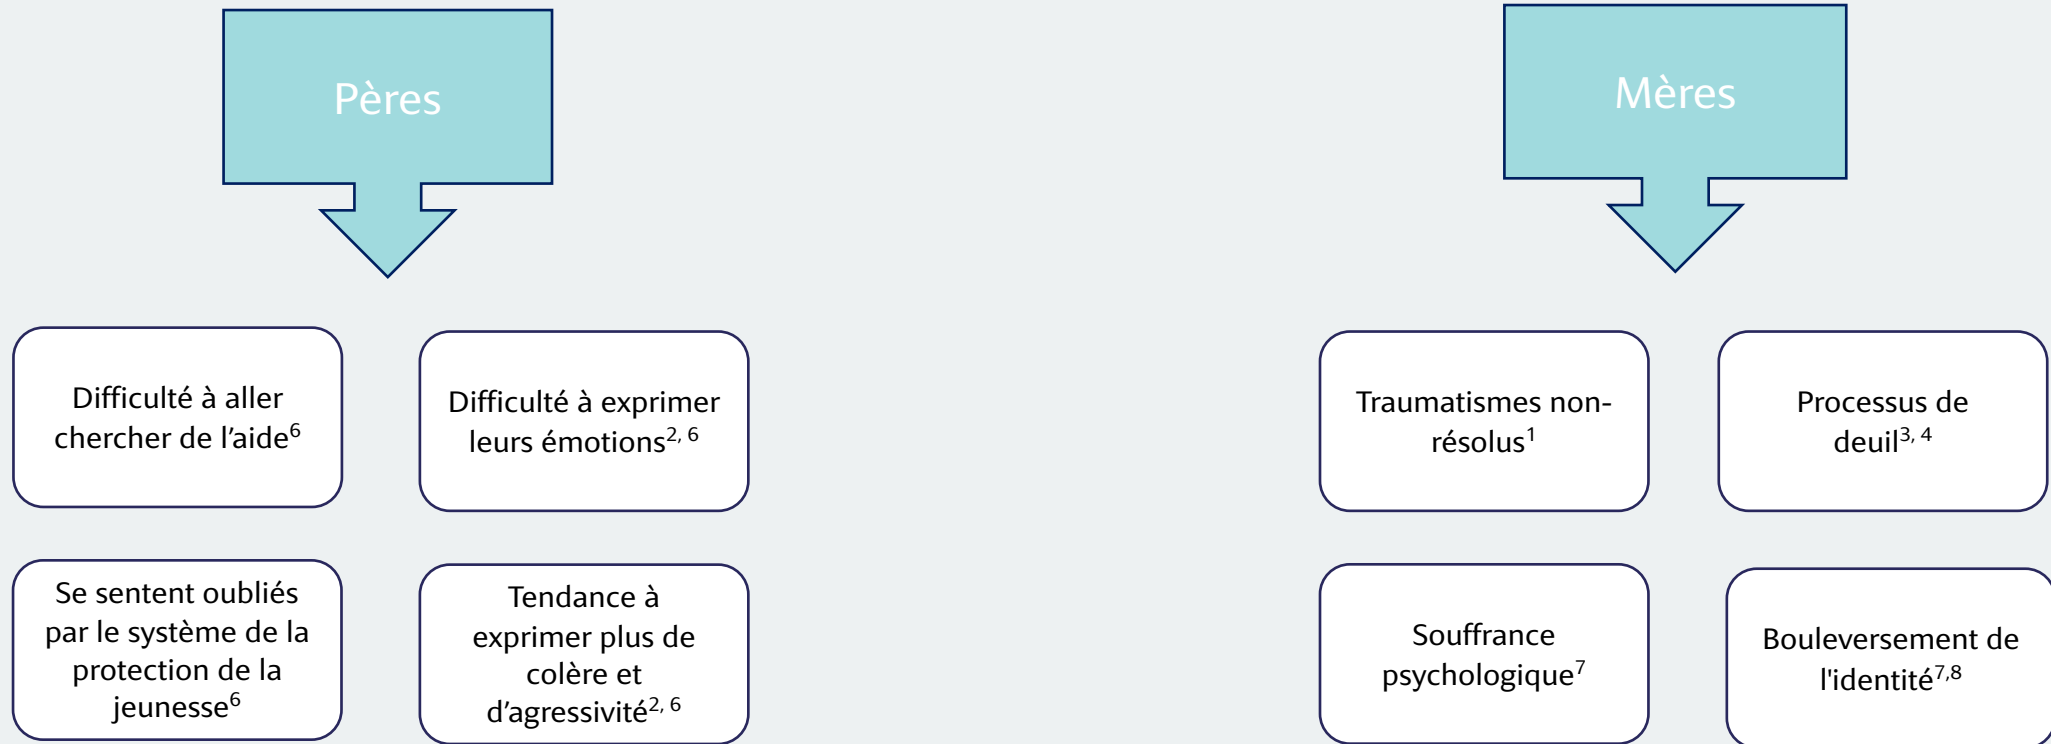 Pères
Mères
Difficulté à aller
chercher de l’aide⁶
Difficulté à exprimer
leurs émotions²,⁶
Traumatismes non-
résolus¹
Processus de
deuil³,⁴
Se sentent oubliés
par le système de la
protection de la
jeunesse⁶
Tendance à
exprimer plus de
colère et
d’agressivité²,⁶
Souffrance
psychologique⁷
Bouleversement de
l'identité⁷,⁸